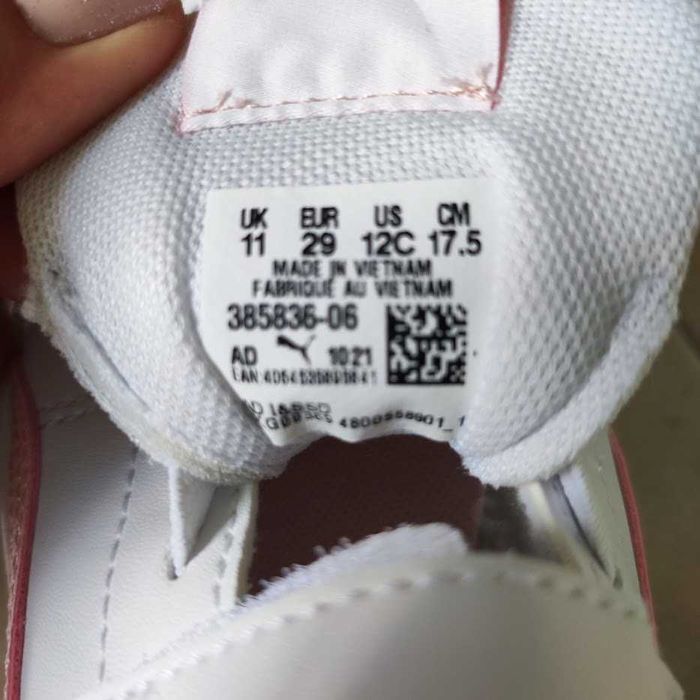 UK EUR US CM
11 29 12C 17.5
MADE IN VIETNAM
FABRIQUÉ AU VIETNAM
385836-06
AD 10 21